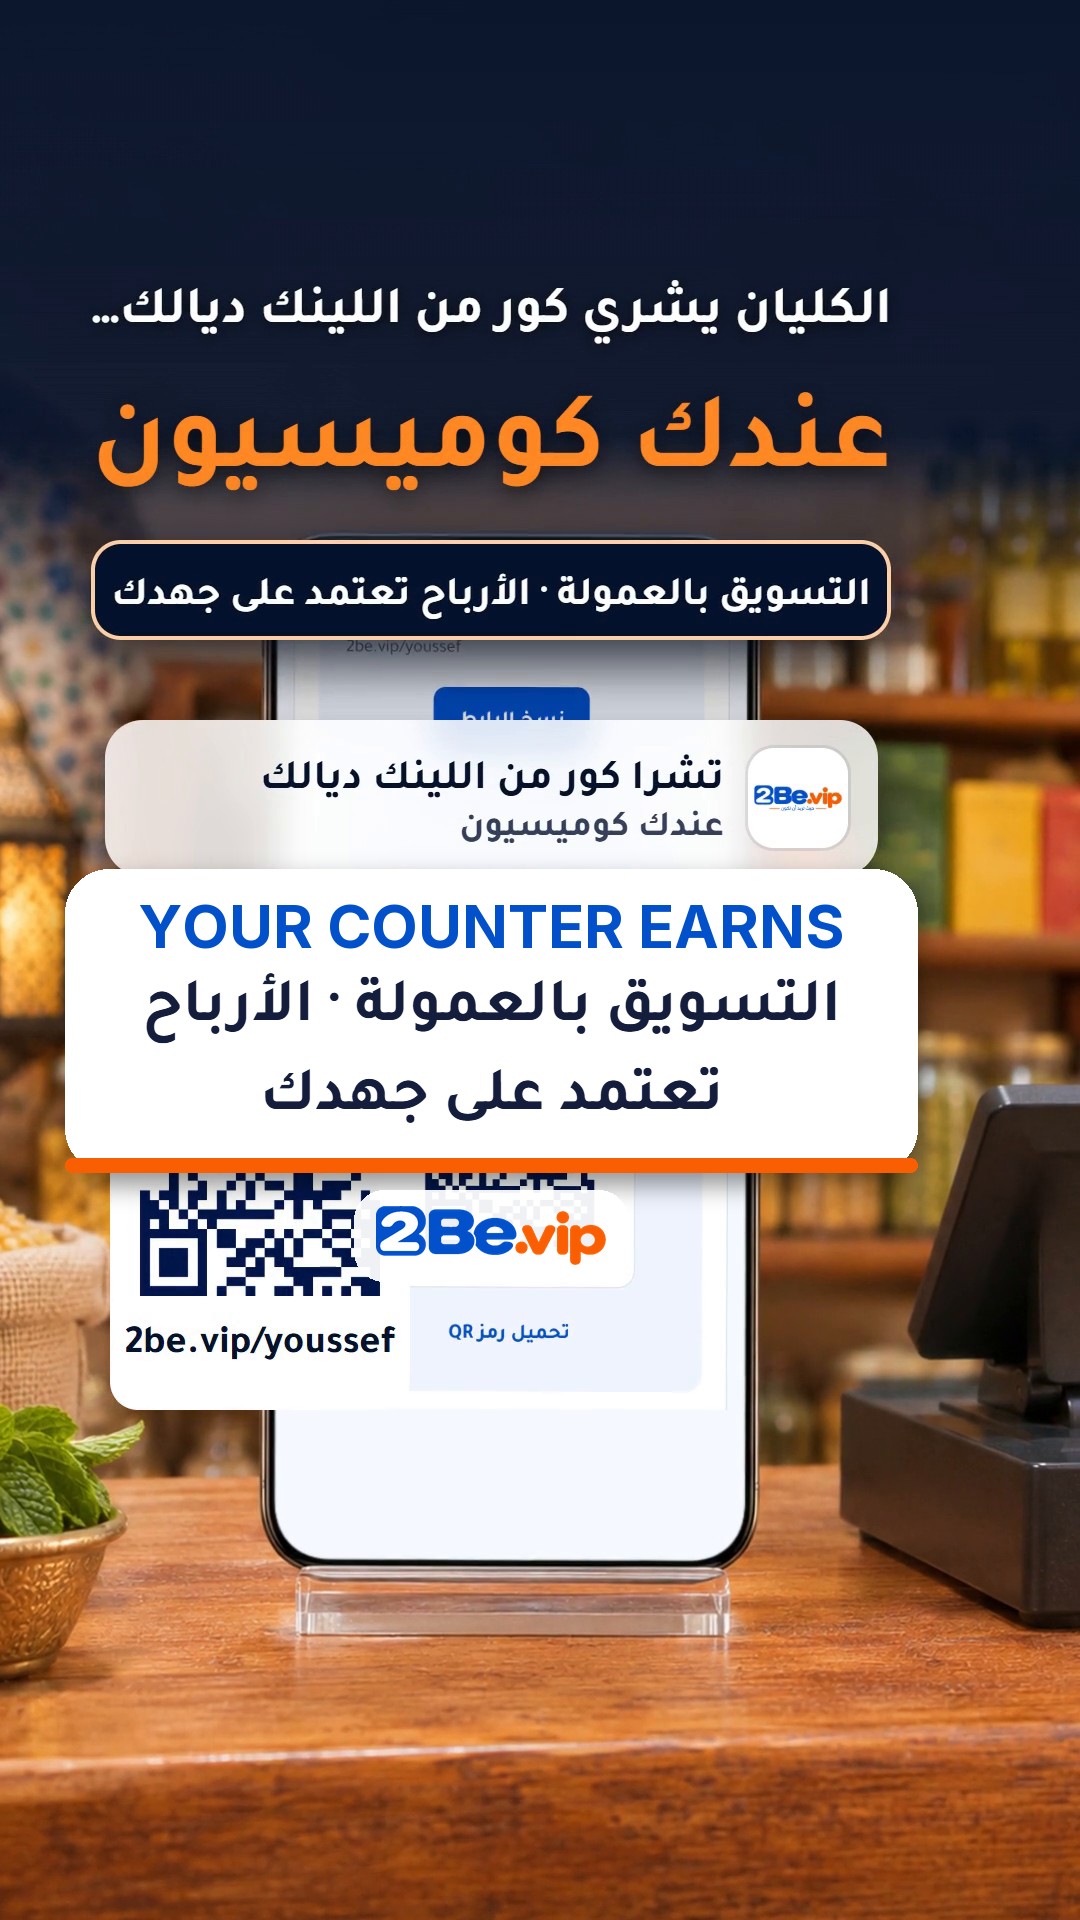 الكليان يشري كور من اللينك ديالك...
عندك كوميسيون
التسويق بالعمولة · الأرباح تعتمد على جهدك
2be.vip/youssef
نسخ الرابط
تشرا كور من اللينك ديالك
عندك كوميسيون
2Be.vip
YOUR COUNTER EARNS
التسويق بالعمولة · الأرباح
تعتمد على جهدك
2Be.vip
تحميل رمز QR
2be.vip/youssef